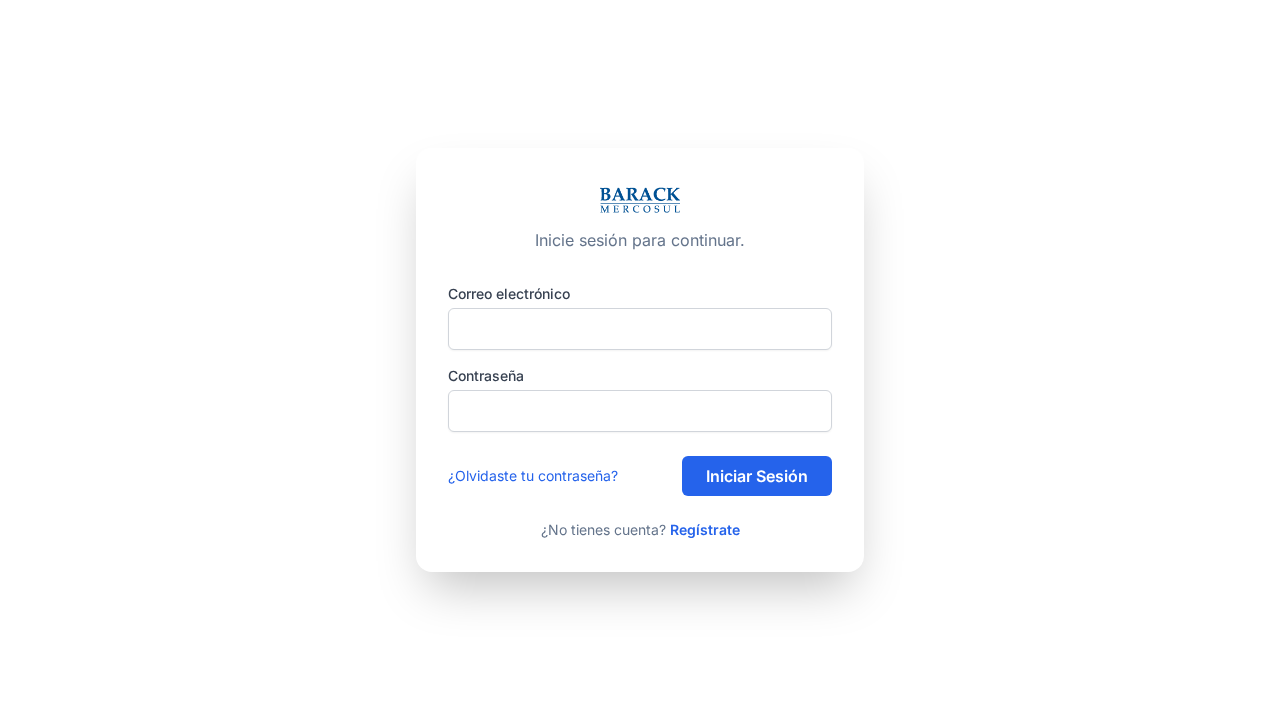 BARACK
MERCOSUL
Inicie sesión para continuar.
Correo electrónico
Contraseña
¿Olvidaste tu contraseña?
Iniciar Sesión
¿No tienes cuenta? Regístrate